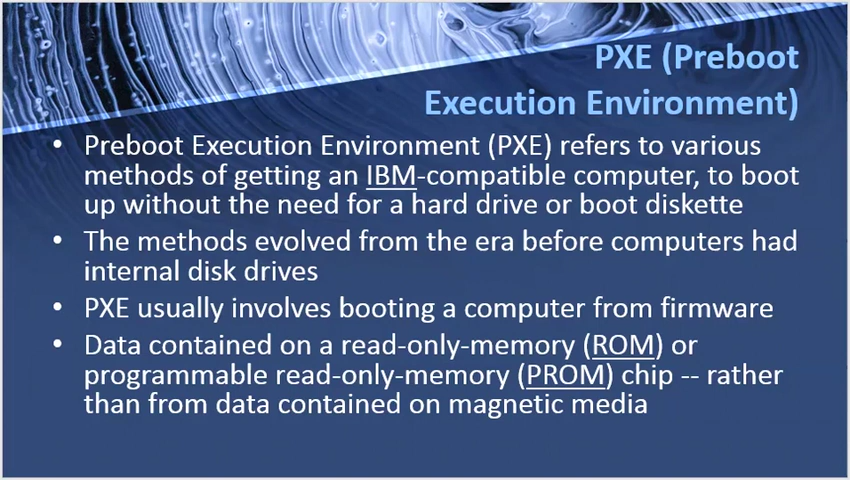 PXE (Preboot
Execution Environment)
• Preboot Execution Environment (PXE) refers to various
methods of getting an IBM-compatible computer, to boot
up without the need for a hard drive or boot diskette
• The methods evolved from the era before computers had
internal disk drives
• PXE usually involves booting a computer from firmware
• Data contained on a read-only-memory (ROM) or
programmable read-only-memory (PROM) chip -- rather
than from data contained on magnetic media